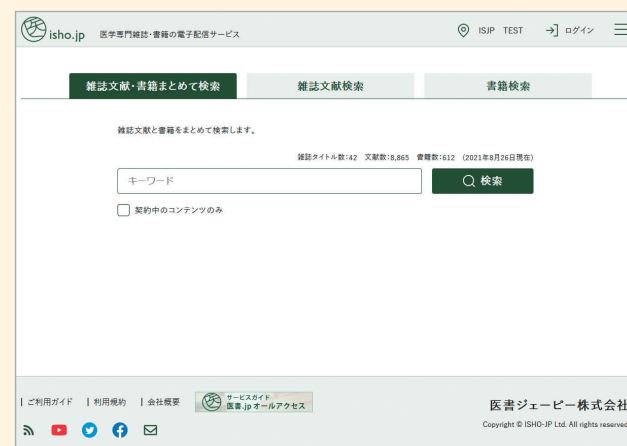 医 isho.jp 医学専門雑誌・書籍の電子配信サービス ISJP TEST ログイン
雑誌文献・書籍まとめて検索 雑誌文献検索 書籍検索
雑誌文献と書籍をまとめて検索します。
雑誌タイトル数:42 文献数:8,865 書籍数:612 (2021年8月26日現在)
キーワード 検索
契約中のコンテンツのみ
| ご利用ガイド | 利用規約 | 会社概要
医 サービスガイド
医書.jp オールアクセス
医書ジェーピー株式会社
Copyright © ISHO-JP Ltd. All rights reserved.